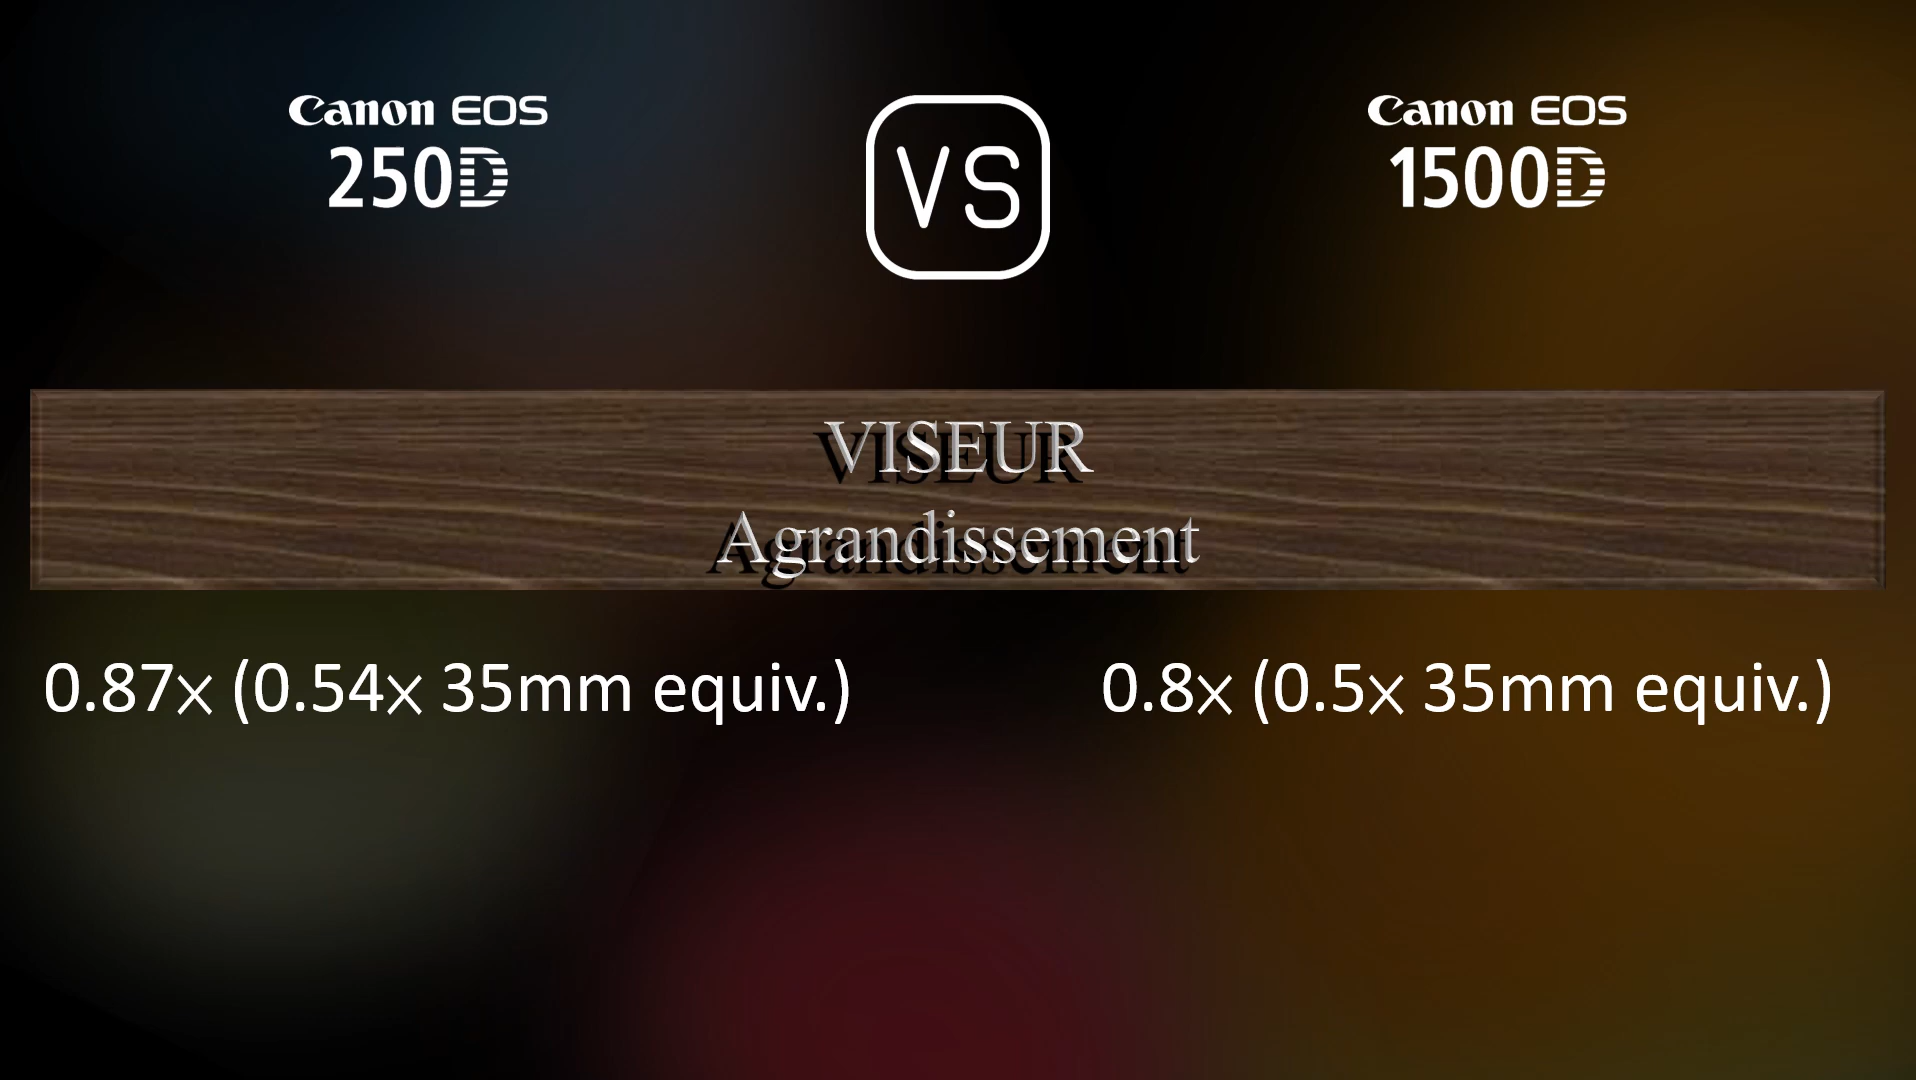 Canon EOS
250D
VS
Canon EOS
1500D
VISEUR
Agrandissement
0.87x (0.54x 35mm equiv.)
0.8x (0.5x 35mm equiv.)